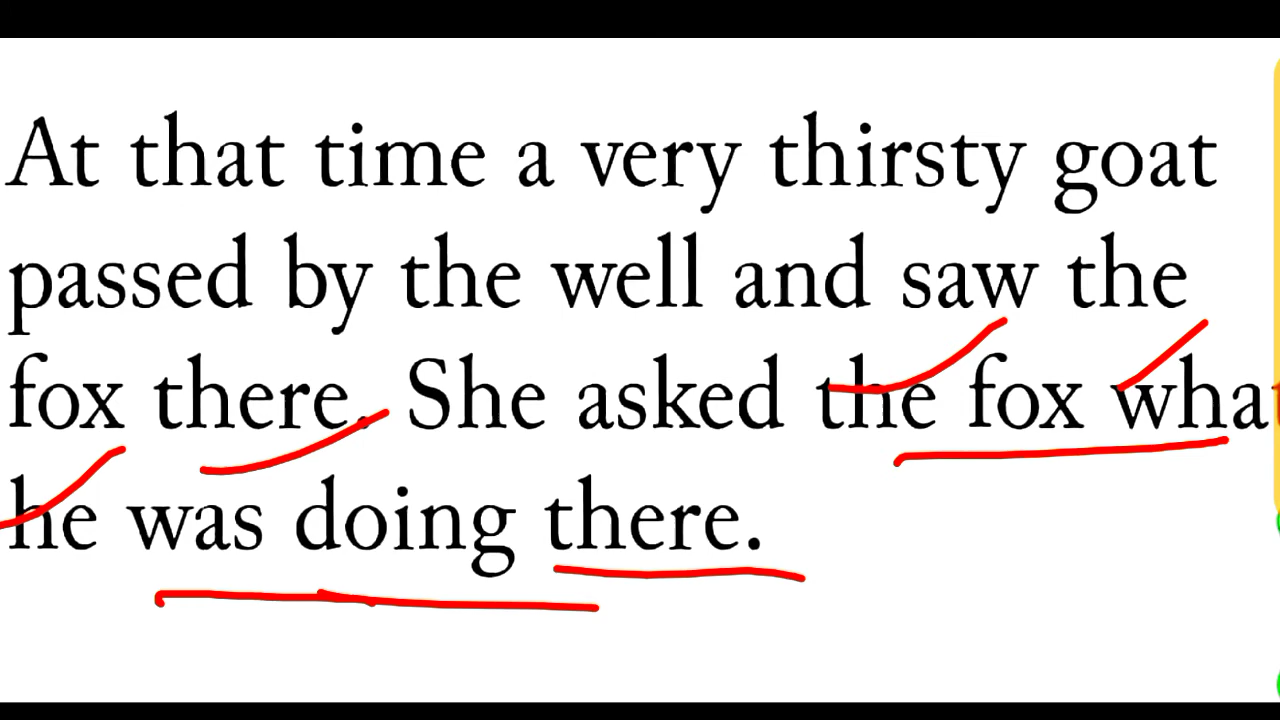 At that time a very thirsty goat
passed by the well and saw the
fox there. She asked the fox wha
he was doing there.